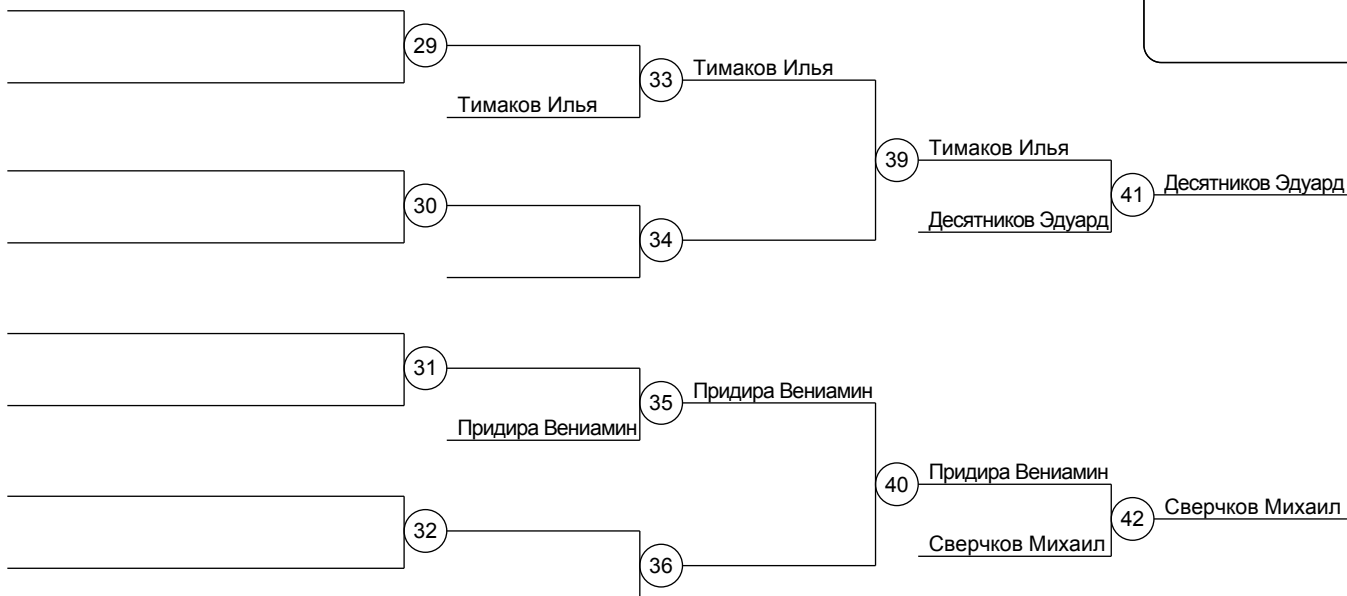 29
33 Тимаков Илья
Тимаков Илья
39 Тимаков Илья
41 Десятников Эдуард
30
Десятников Эдуард
34
31
35 Придира Вениамин
Придира Вениамин
40 Придира Вениамин
42 Сверчков Михаил
32
Сверчков Михаил
36